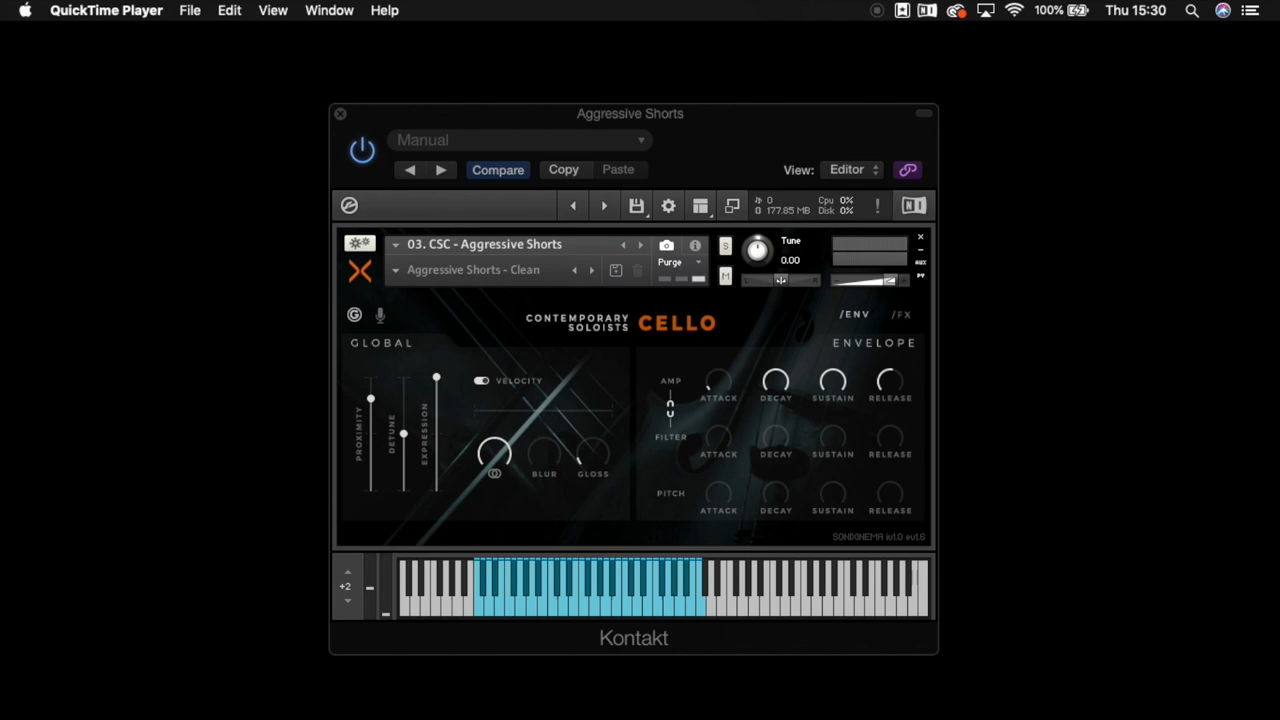 QuickTime Player File Edit View Window Help 100% Thu 15:30
Aggressive Shorts
Manual
Compare Copy Paste View: Editor
0 Cpu 0%
177.85 MB Disk 0% ! NI
03. CSC - Aggressive Shorts
Aggressive Shorts - Clean
Purge
S
M
Tune
0.00
L R
AUX
PV
CONTEMPORARY
SOLOISTS
CELLO
/ENV /FX
G
GLOBAL
ENVELOPE
PROXIMITY
DETUNE
EXPRESSION
VELOCITY
BLUR GLOSS
AMP
FILTER
ATTACK DECAY SUSTAIN RELEASE
ATTACK DECAY SUSTAIN RELEASE
PITCH
ATTACK DECAY SUSTAIN RELEASE
+2
Kontakt